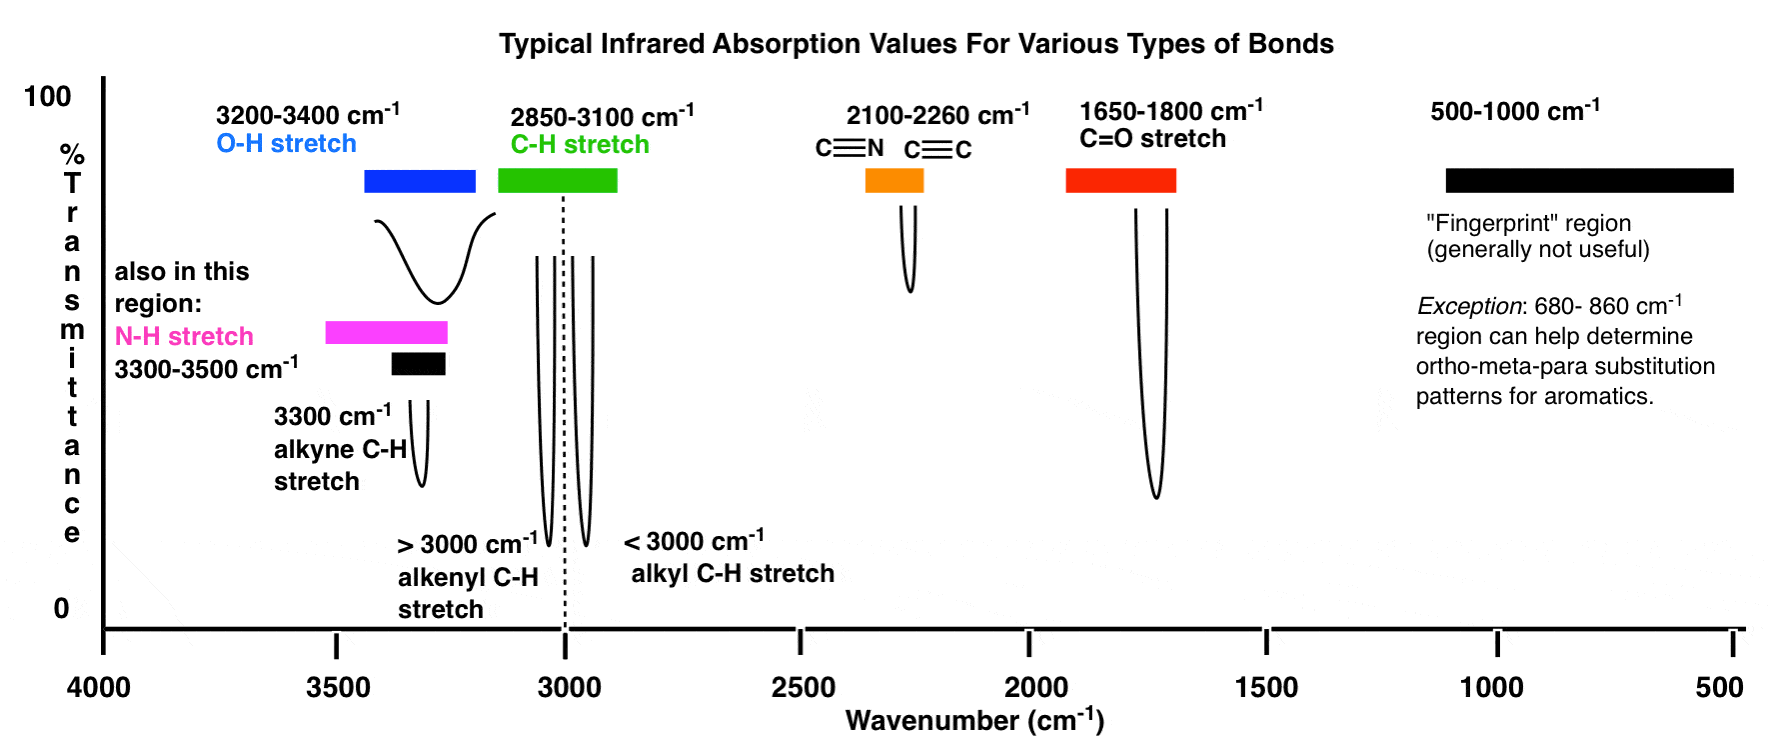 Typical Infrared Absorption Values For Various Types of Bonds
100
% Transmittance
0
3200-3400 cm⁻¹
O-H stretch
also in this
region:
N-H stretch
3300-3500 cm⁻¹
3300 cm⁻¹
alkyne C-H
stretch
2850-3100 cm⁻¹
C-H stretch
> 3000 cm⁻¹
alkenyl C-H
stretch
< 3000 cm⁻¹
alkyl C-H stretch
2100-2260 cm⁻¹
C≡N C≡C
1650-1800 cm⁻¹
C=O stretch
500-1000 cm⁻¹
"Fingerprint" region
(generally not useful)
Exception: 680- 860 cm⁻¹
region can help determine
ortho-meta-para substitution
patterns for aromatics.
4000 3500 3000 2500 2000 1500 1000 500
Wavenumber (cm⁻¹)